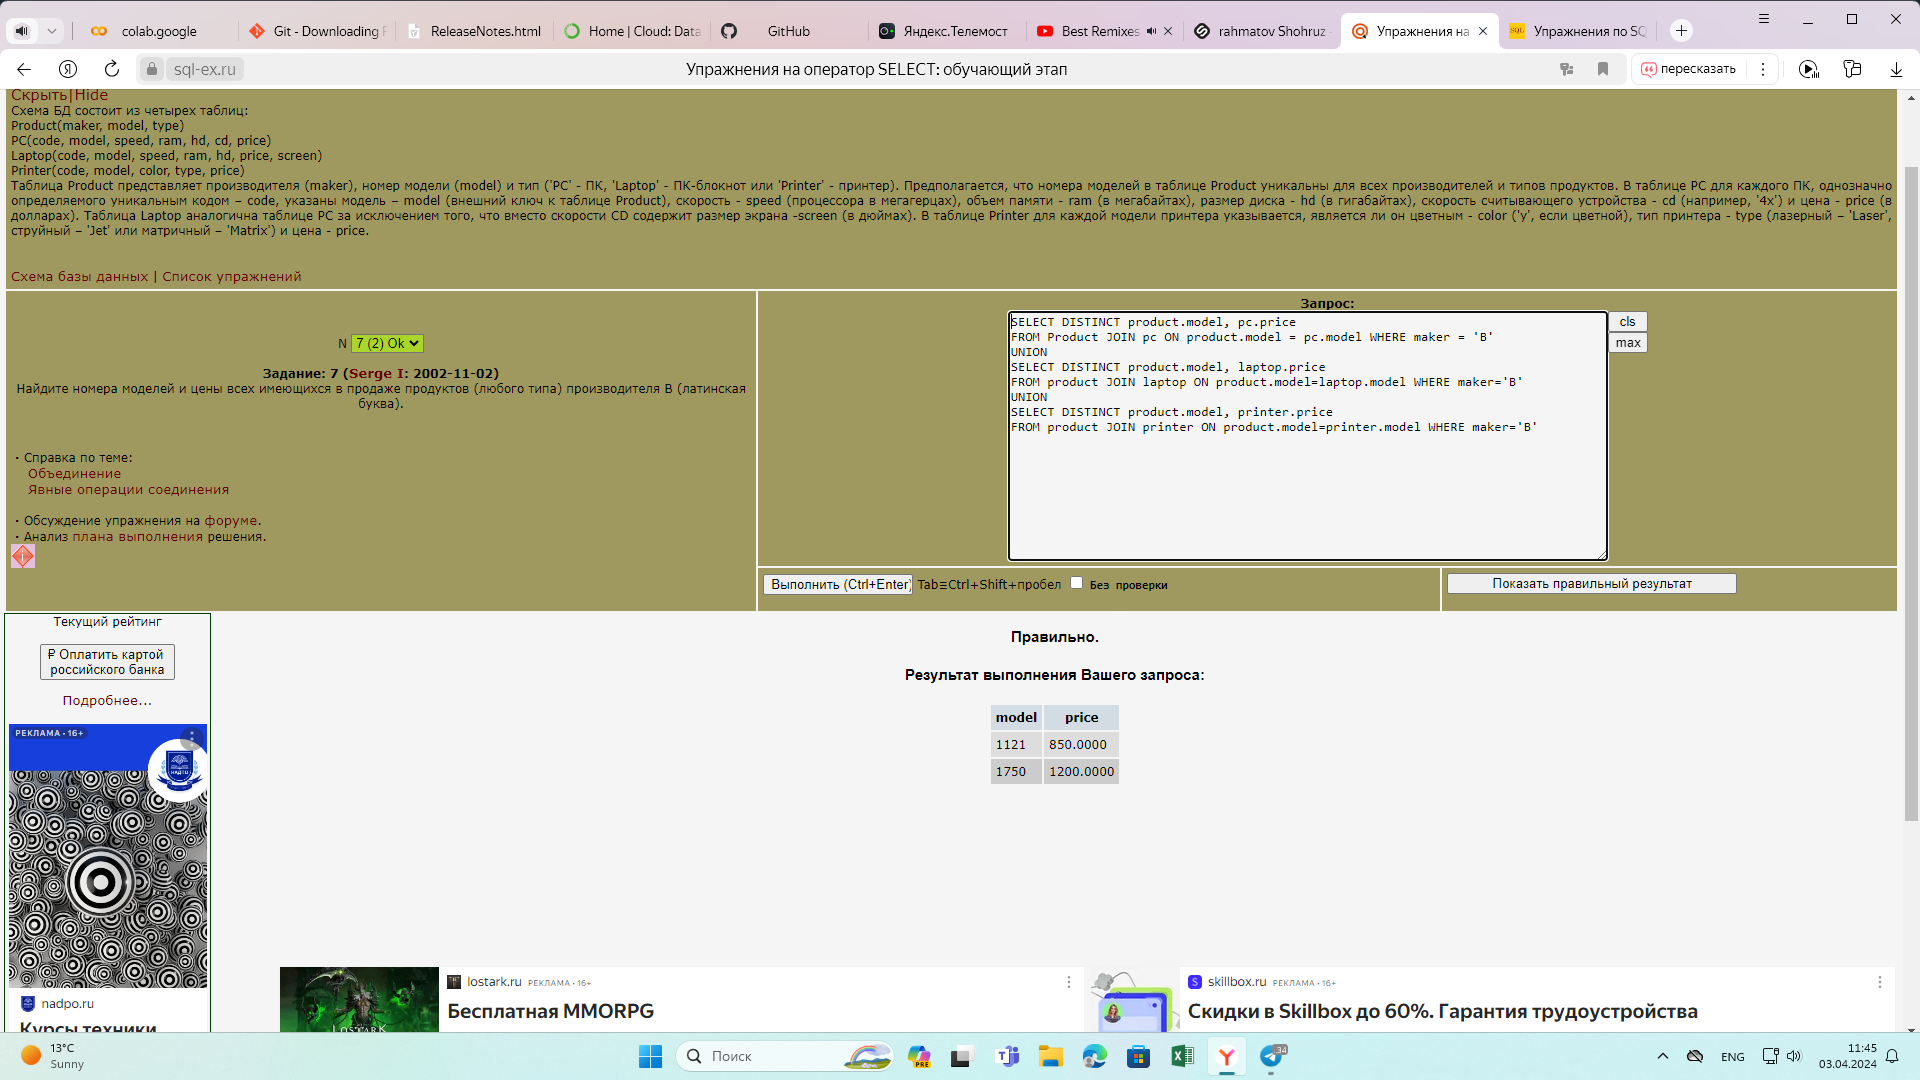 colab.google
Git - Downloading P
ReleaseNotes.html
Home | Cloud: Data
GitHub
Яндекс.Телемост
Best Remixes
rahmatov Shohruz -
Упражнения на
Упражнения по SQ
sql-ex.ru
Упражнения на оператор SELECT: обучающий этап
пересказать
Скрыть|Hide
Схема БД состоит из четырех таблиц:
Product(maker, model, type)
PC(code, model, speed, ram, hd, cd, price)
Laptop(code, model, speed, ram, hd, price, screen)
Printer(code, model, color, type, price)
Таблица Product представляет производителя (maker), номер модели (model) и тип ('PC' - ПК, 'Laptop' - ПК-блокнот или 'Printer' - принтер). Предполагается, что номера моделей в таблице Product уникальны для всех производителей и типов продуктов. В таблице PC для каждого ПК, однозначно
определяемого уникальным кодом – code, указаны модель – model (внешний ключ к таблице Product), скорость - speed (процессора в мегагерцах), объем памяти - ram (в мегабайтах), размер диска - hd (в гигабайтах), скорость считывающего устройства - cd (например, '4x') и цена - price (в
долларах). Таблица Laptop аналогична таблице PC за исключением того, что вместо скорости CD содержит размер экрана -screen (в дюймах). В таблице Printer для каждой модели принтера указывается, является ли он цветным - color ('y', если цветной), тип принтера - type (лазерный – 'Laser',
струйный – 'Jet' или матричный – 'Matrix') и цена - price.
Схема базы данных | Список упражнений
N 7 (2) Ok
Задание: 7 (Serge I: 2002-11-02)
Найдите номера моделей и цены всех имеющихся в продаже продуктов (любого типа) производителя B (латинская
буква).
• Справка по теме:
Объединение
Явные операции соединения
• Обсуждение упражнения на форуме.
• Анализ плана выполнения решения.
Запрос:
SELECT DISTINCT product.model, pc.price
FROM Product JOIN pc ON product.model = pc.model WHERE maker = 'B'
UNION
SELECT DISTINCT product.model, laptop.price
FROM product JOIN laptop ON product.model=laptop.model WHERE maker='B'
UNION
SELECT DISTINCT product.model, printer.price
FROM product JOIN printer ON product.model=printer.model WHERE maker='B'
cls
max
Выполнить (Ctrl+Enter) Tab≡Ctrl+Shift+пробел Без проверки
Показать правильный результат
Текущий рейтинг
₽ Оплатить картой
российского банка
Подробнее...
РЕКЛАМА • 16+
НАДПО
nadpo.ru
Курсы техники
Правильно.
Результат выполнения Вашего запроса:
model price
1121 850.0000
1750 1200.0000
LOST ARK
lostark.ru РЕКЛАМА • 16+
Бесплатная MMORPG
skillbox.ru РЕКЛАМА • 16+
Скидки в Skillbox до 60%. Гарантия трудоустройства
13°C
Sunny
Поиск
PRE
34
ENG
11:45
03.04.2024